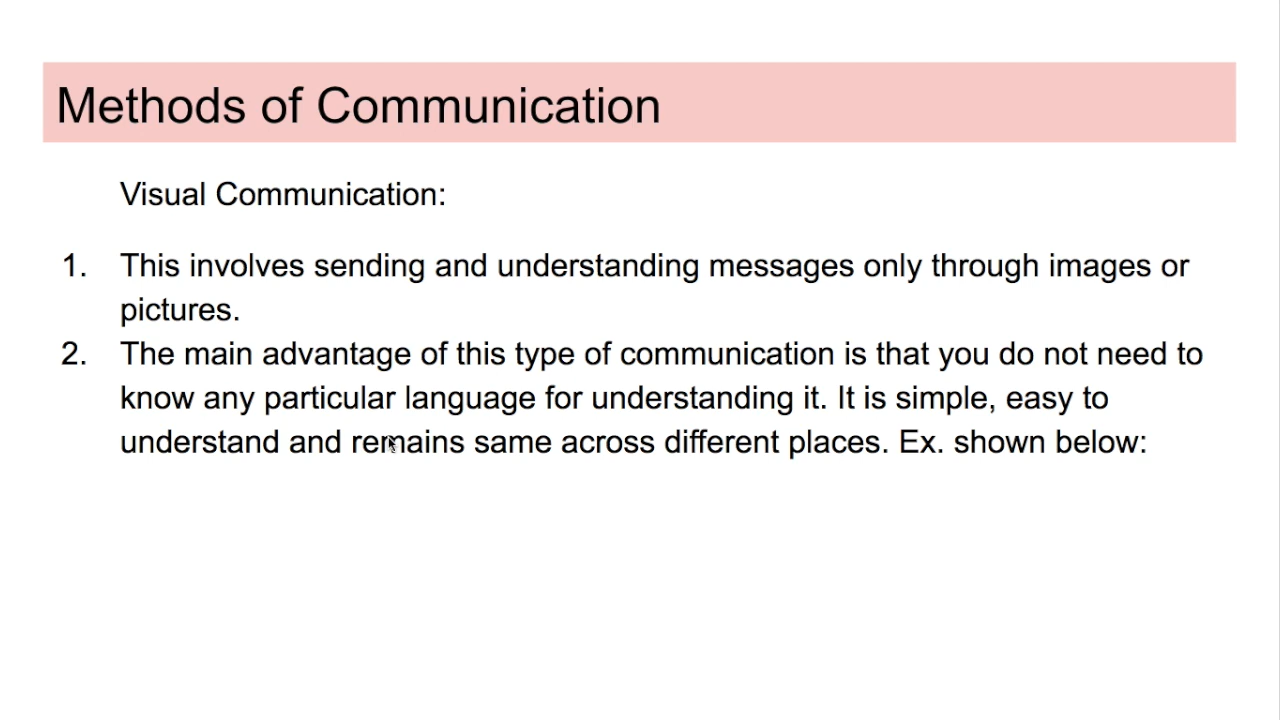 Methods of Communication
Visual Communication:
1. This involves sending and understanding messages only through images or
pictures.
2. The main advantage of this type of communication is that you do not need to
know any particular language for understanding it. It is simple, easy to
understand and remains same across different places. Ex. shown below: